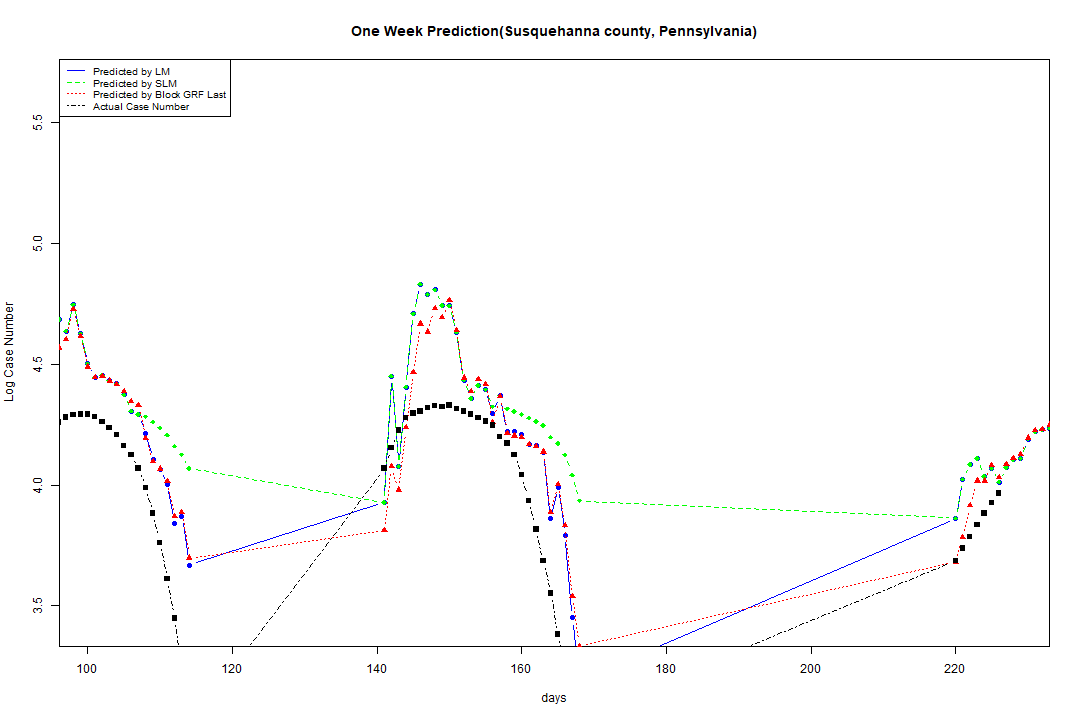 One Week Prediction(Susquehanna county, Pennsylvania)
Predicted by LM
Predicted by SLM
Predicted by Block GRF Last
Actual Case Number
5.5
5.0
4.5
4.0
3.5
Log Case Number
100 120 140 160 180 200 220
days